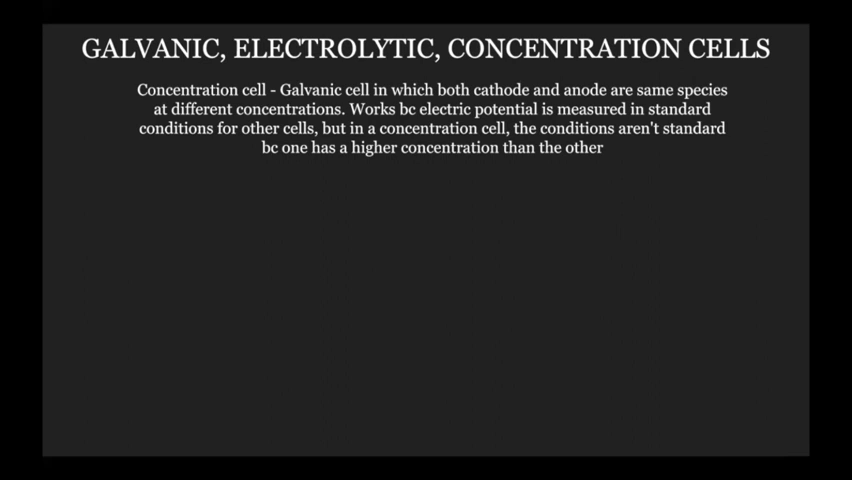 GALVANIC, ELECTROLYTIC, CONCENTRATION CELLS
Concentration cell - Galvanic cell in which both cathode and anode are same species
at different concentrations. Works bc electric potential is measured in standard
conditions for other cells, but in a concentration cell, the conditions aren't standard
bc one has a higher concentration than the other